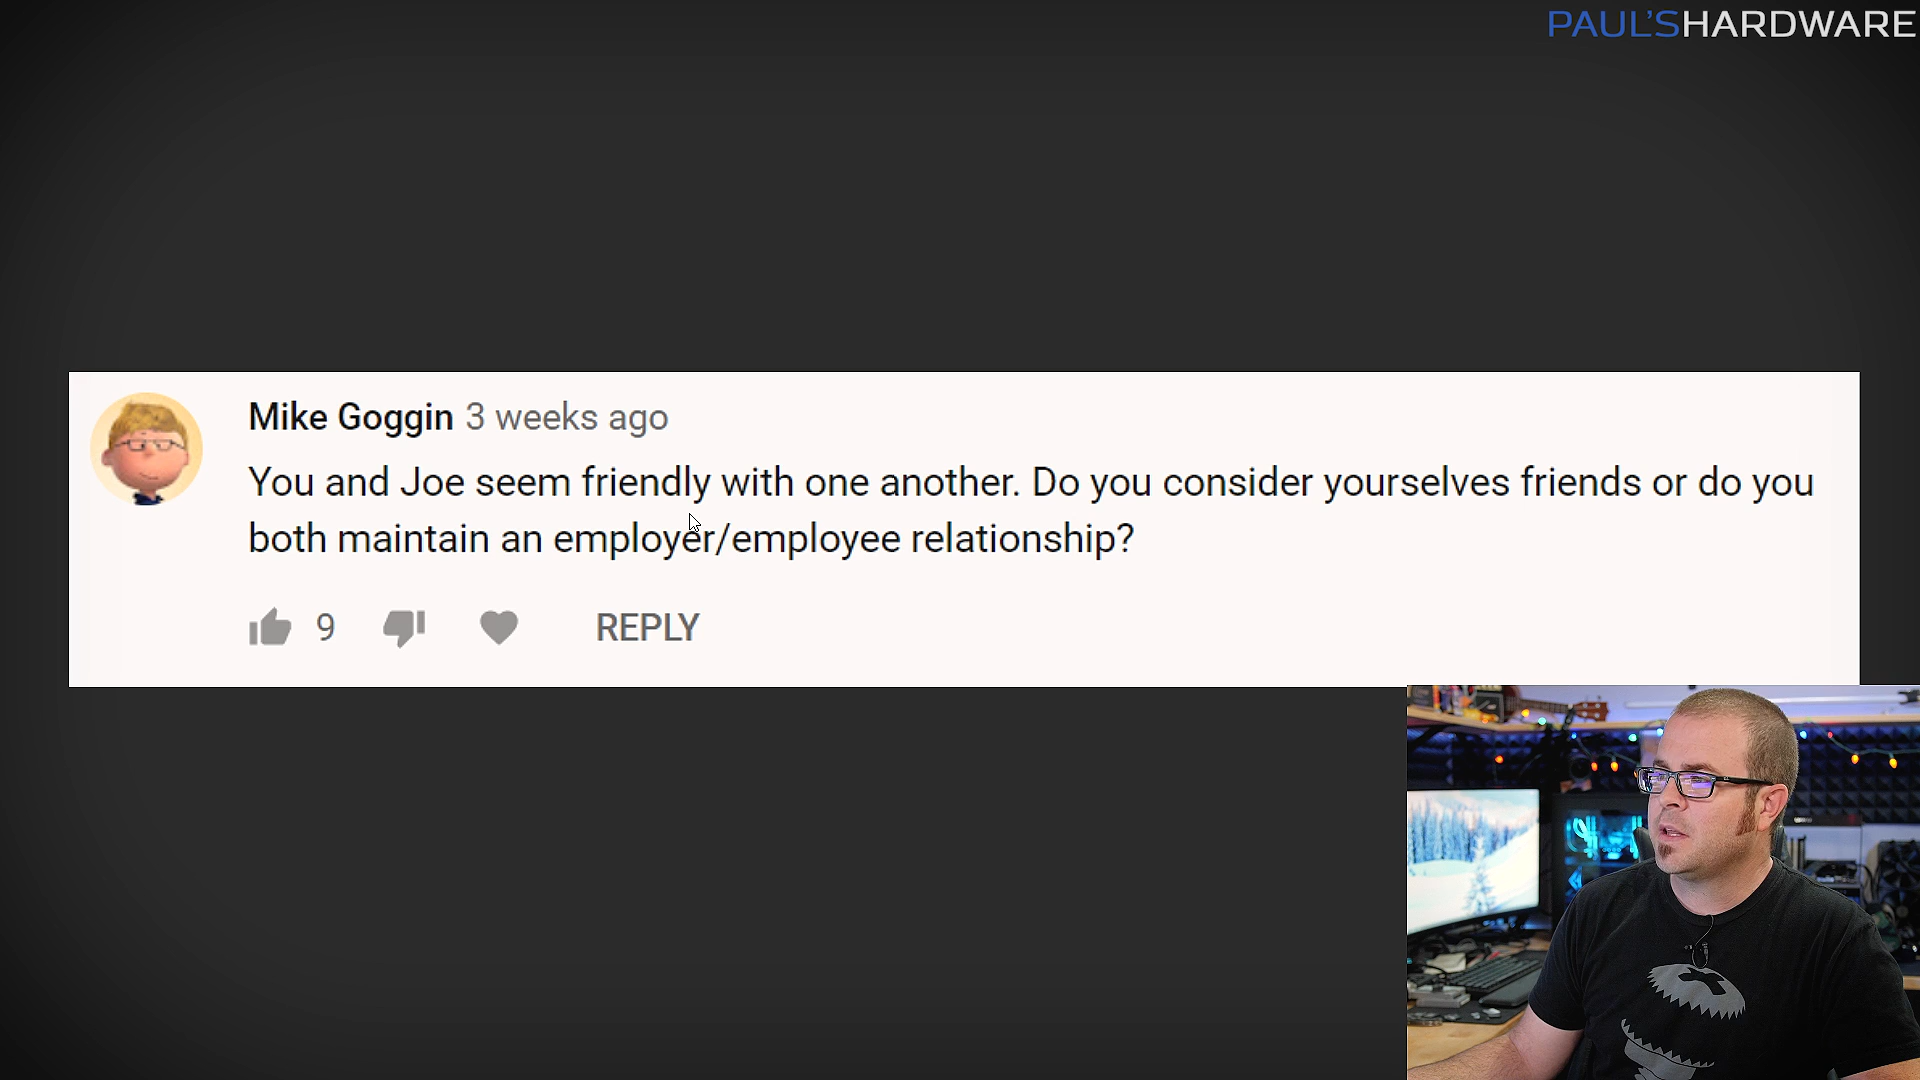 PAUL'SHARDWARE
Mike Goggin 3 weeks ago
You and Joe seem friendly with one another. Do you consider yourselves friends or do you
both maintain an employer/employee relationship?
9 REPLY